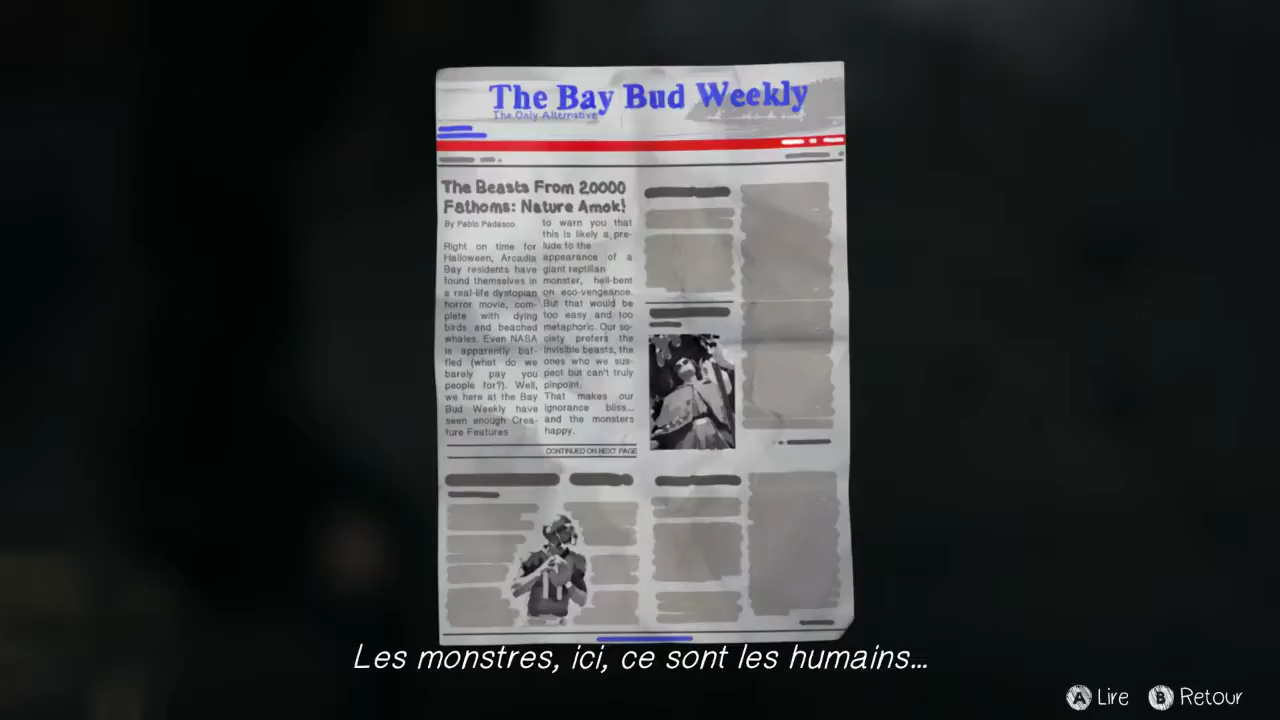 The Bay Bud Weekly
The Only Alternative
The Beasts From 20000
Fathoms: Nature Amok!
By Pablo Padasco
Right on time for
Halloween, Arcadia
Bay residents have
found themselves in
a real-life dystopian
horror movie, com-
plete with dying
birds and beached
whales. Even NASA
is apparently baf-
fled (what do we
barely pay you
people for?). Well,
we here at the Bay
Bud Weekly have
seen enough Crea-
ture Features
to warn you that
this is likely a pre-
lude to the
appearance of a
giant reptilian
monster, hell-bent
on eco-vengeance.
But that would be
too easy and too
metaphoric. Our so-
ciety prefers the
invisible beasts, the
ones who we sus-
pect but can't truly
pinpoint.
That makes our
ignorance bliss...
and the monsters
happy.
CONTINUED ON NEXT PAGE
Les monstres, ici, ce sont les humains...
A Lire B Retour